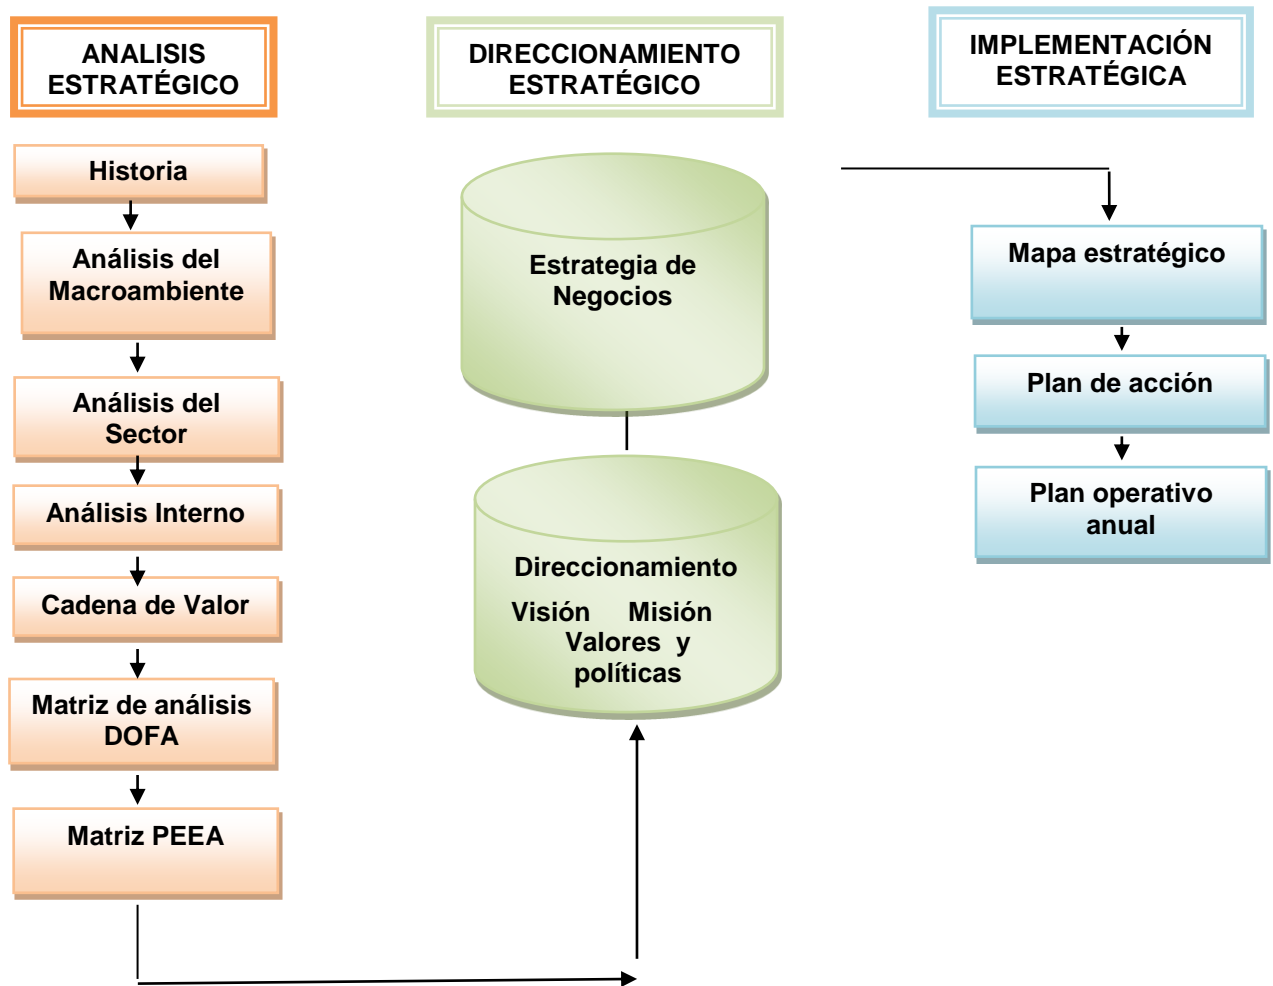 ANALISIS
ESTRATÉGICO
Historia
Análisis del
Macroambiente
Análisis del
Sector
Análisis Interno
Cadena de Valor
Matriz de análisis
DOFA
Matriz PEEA
DIRECCIONAMIENTO
ESTRATÉGICO
Estrategia de
Negocios
Direccionamiento
Visión Misión
Valores y
políticas
IMPLEMENTACIÓN
ESTRATÉGICA
Mapa estratégico
Plan de acción
Plan operativo
anual